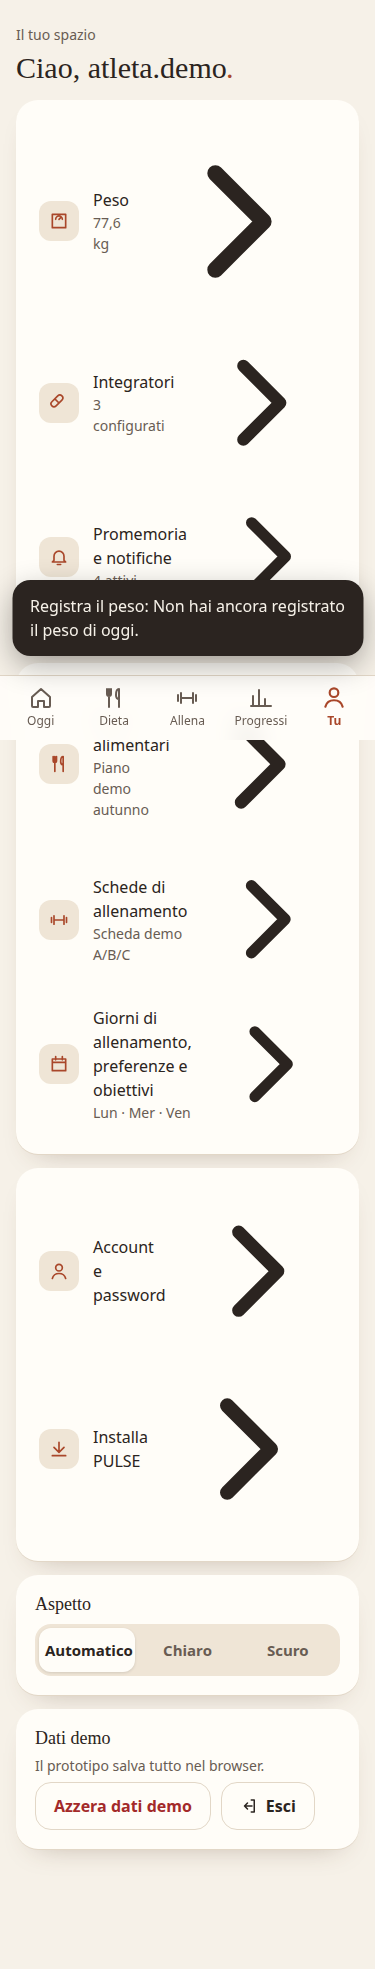 Il tuo spazio
Ciao, atleta.demo.
Peso
77,6
kg
Integratori
3
configurati
Promemoria
e notifiche
4 attivi
Registra il peso: Non hai ancora registrato
il peso di oggi.
Oggi
Dieta
Allena
Progressi
Tu
alimentari
Piano
demo
autunno
Schede di
allenamento
Scheda demo
A/B/C
Giorni di
allenamento,
preferenze e
obiettivi
Lun · Mer · Ven
Account
e
password
Installa
PULSE
Aspetto
Automatico
Chiaro
Scuro
Dati demo
Il prototipo salva tutto nel browser.
Azzera dati demo
Esci